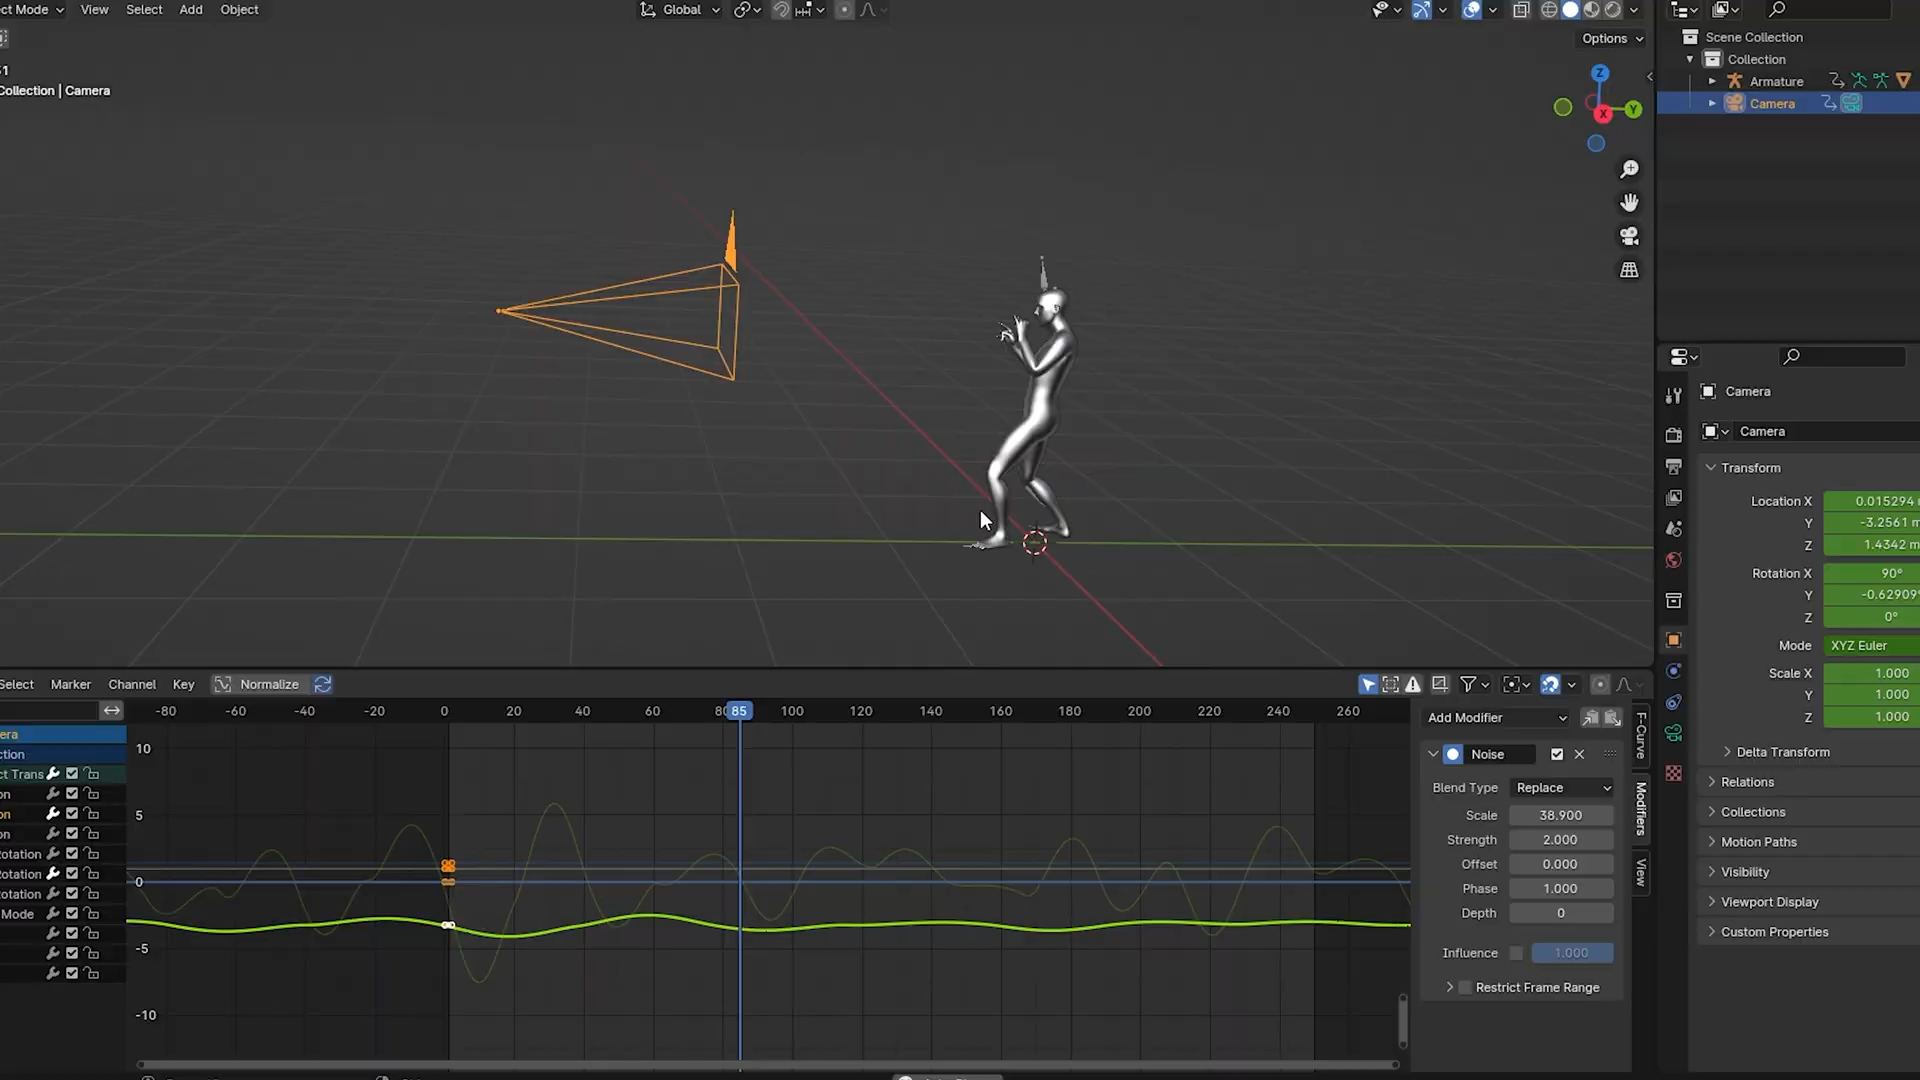 ect Mode View Select Add Object Global
Options
Collection | Camera
Z
Y
X
Scene Collection
Collection
Armature
Camera
Camera
Camera
Transform
Location X 0.015294
Y -3.2561 m
Z 1.4342 m
Rotation X 90°
Y -0.62909°
Z 0°
Mode XYZ Euler
Scale X 1.000
Y 1.000
Z 1.000
Delta Transform
Relations
Collections
Motion Paths
Visibility
Viewport Display
Custom Properties
Select Marker Channel Key Normalize
-80 -60 -40 -20 0 20 40 60 80 85 100 120 140 160 180 200 220 240 260
10
5
0
-5
-10
era
ction
ct Trans
on
on
on
Rotation
Rotation
Rotation
Mode
Add Modifier
Noise
Blend Type Replace
Scale 38.900
Strength 2.000
Offset 0.000
Phase 1.000
Depth 0
Influence 1.000
Restrict Frame Range
F-Curve
Modifiers
View